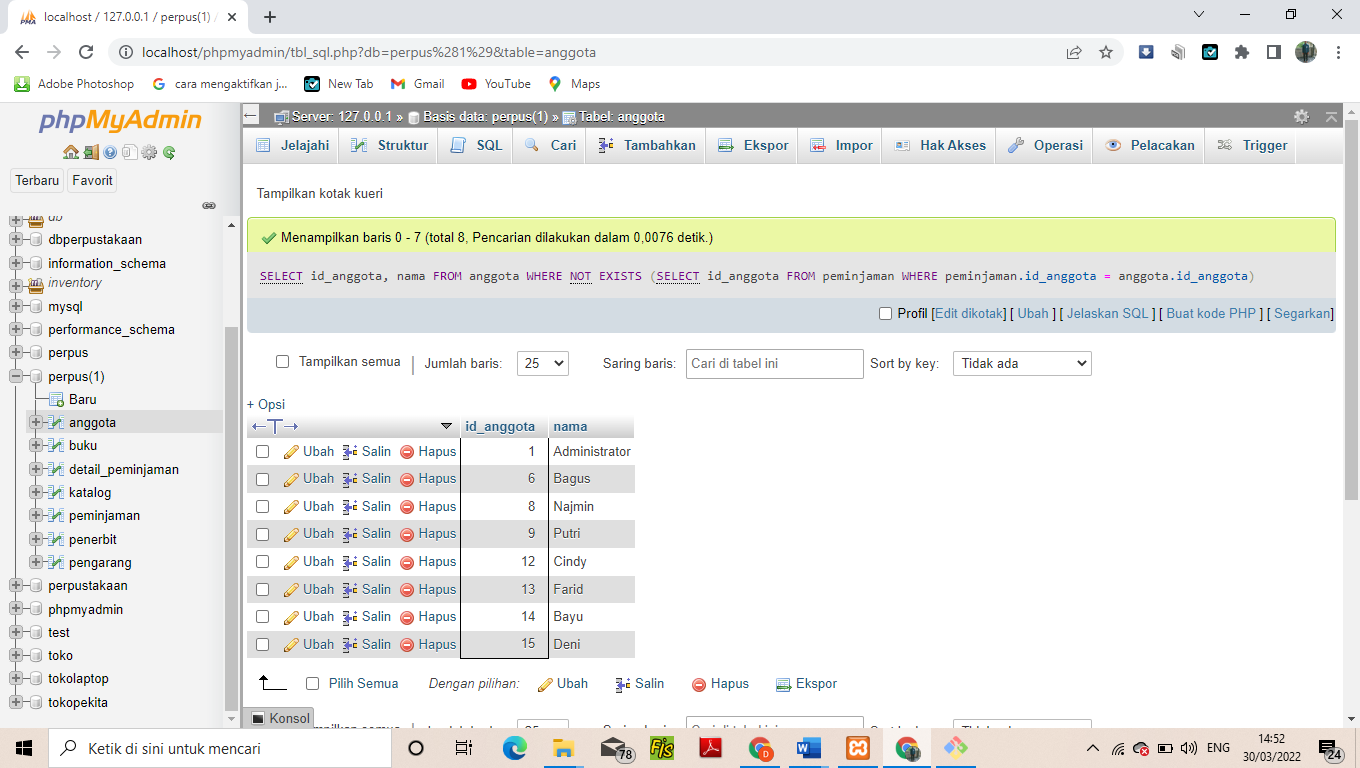 localhost / 127.0.0.1 / perpus(1) /
localhost/phpmyadmin/tbl_sql.php?db=perpus%281%29&table=anggota
Adobe Photoshop
cara mengaktifkan j...
New Tab
Gmail
YouTube
Maps
phpMyAdmin
Terbaru
Favorit
db
dbperpustakaan
information_schema
inventory
mysql
performance_schema
perpus
perpus(1)
Baru
anggota
buku
detail_peminjaman
katalog
peminjaman
penerbit
pengarang
perpustakaan
phpmyadmin
test
toko
tokolaptop
tokopekita
Server: 127.0.0.1 » Basis data: perpus(1) » Tabel: anggota
Jelajahi Struktur SQL Cari Tambahkan Ekspor Impor Hak Akses Operasi Pelacakan Trigger
Tampilkan kotak kueri
Menampilkan baris 0 - 7 (total 8, Pencarian dilakukan dalam 0,0076 detik.)
SELECT id_anggota, nama FROM anggota WHERE NOT EXISTS (SELECT id_anggota FROM peminjaman WHERE peminjaman.id_anggota = anggota.id_anggota)
Profil [Edit dikotak] [ Ubah ] [ Jelaskan SQL ] [ Buat kode PHP ] [ Segarkan]
Tampilkan semua | Jumlah baris: 25 Saring baris: Cari di tabel ini Sort by key: Tidak ada
+ Opsi
←T→ id_anggota nama
Ubah Salin Hapus 1 Administrator
Ubah Salin Hapus 6 Bagus
Ubah Salin Hapus 8 Najmin
Ubah Salin Hapus 9 Putri
Ubah Salin Hapus 12 Cindy
Ubah Salin Hapus 13 Farid
Ubah Salin Hapus 14 Bayu
Ubah Salin Hapus 15 Deni
Pilih Semua Dengan pilihan: Ubah Salin Hapus Ekspor
Konsol
Ketik di sini untuk mencari
78
Fis
D
ENG
14:52
30/03/2022
24